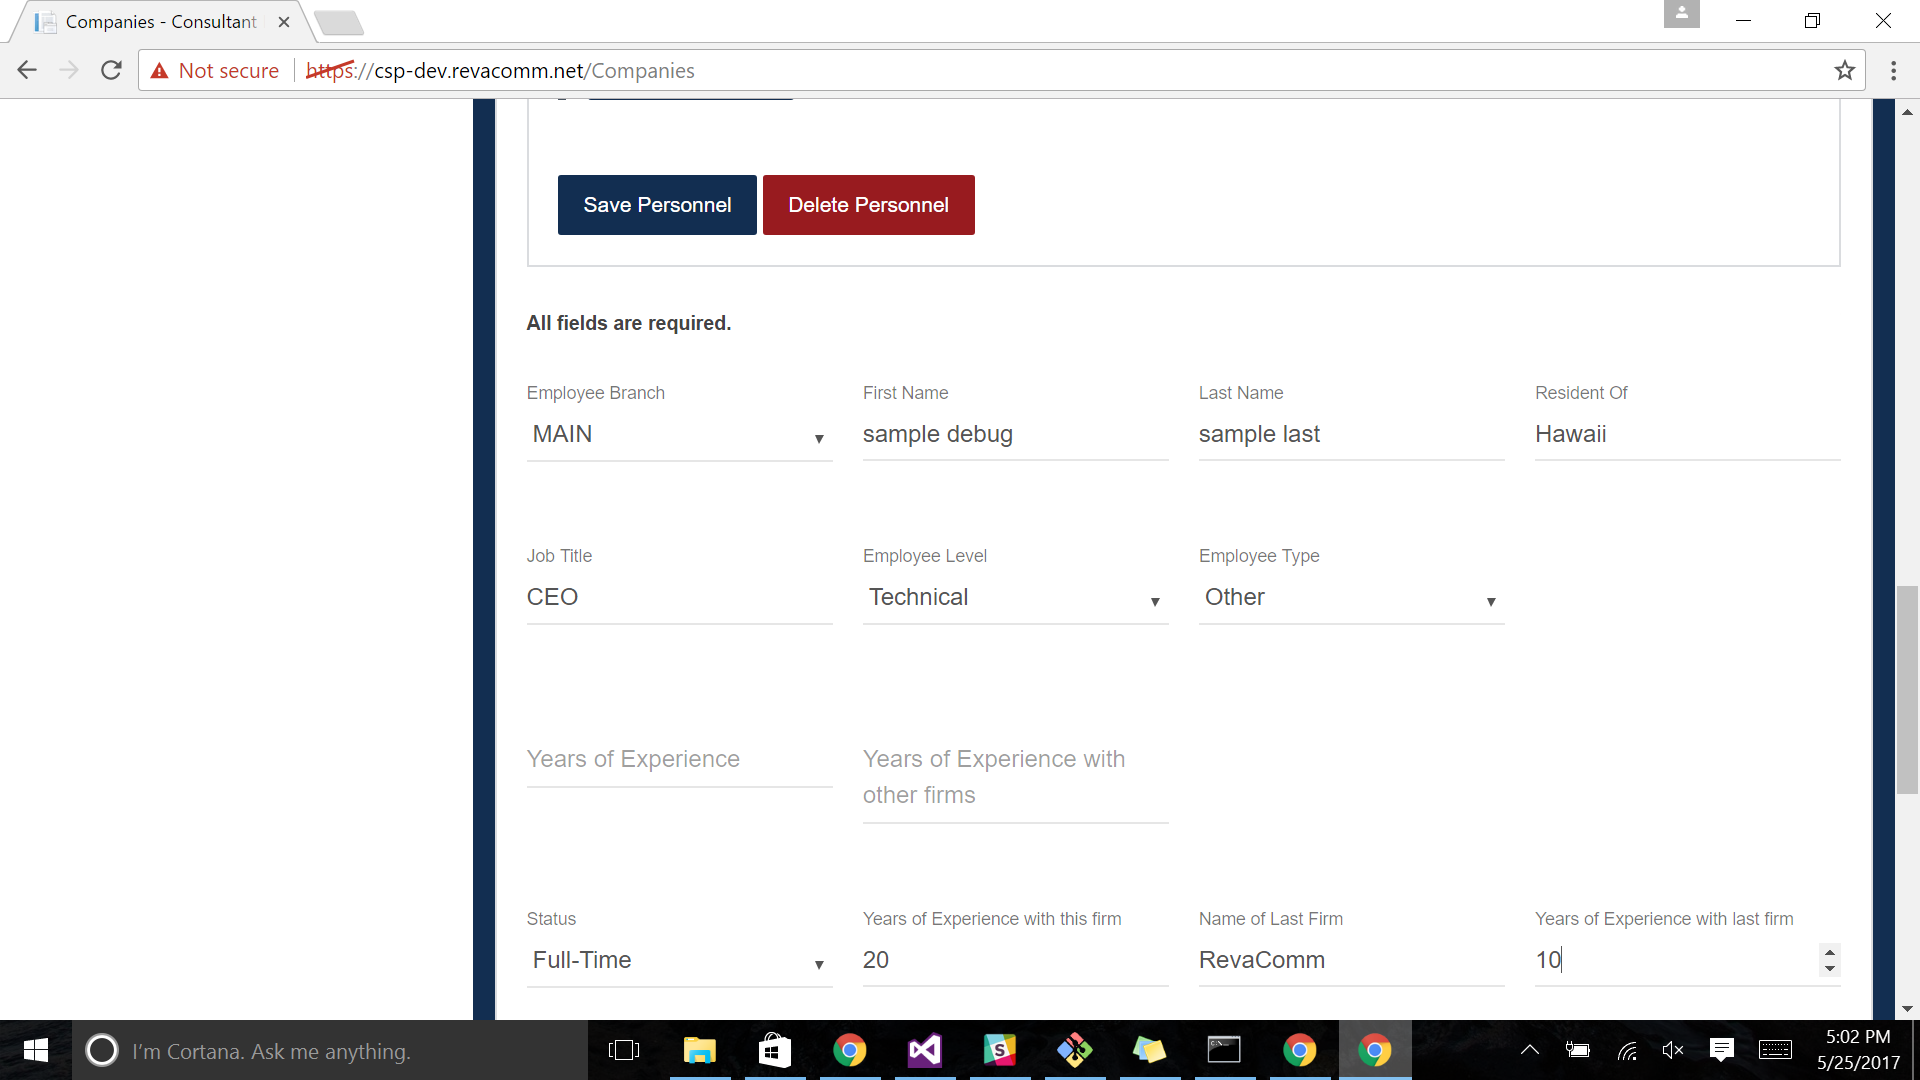 Companies - Consultant
Not secure https://csp-dev.revacomm.net/Companies
Save Personnel Delete Personnel
All fields are required.
Employee Branch First Name Last Name Resident Of
MAIN sample debug sample last Hawaii
Job Title Employee Level Employee Type
CEO Technical Other
Years of Experience Years of Experience with
other firms
Status Years of Experience with this firm Name of Last Firm Years of Experience with last firm
Full-Time 20 RevaComm 10
I'm Cortana. Ask me anything.
5:02 PM
5/25/2017